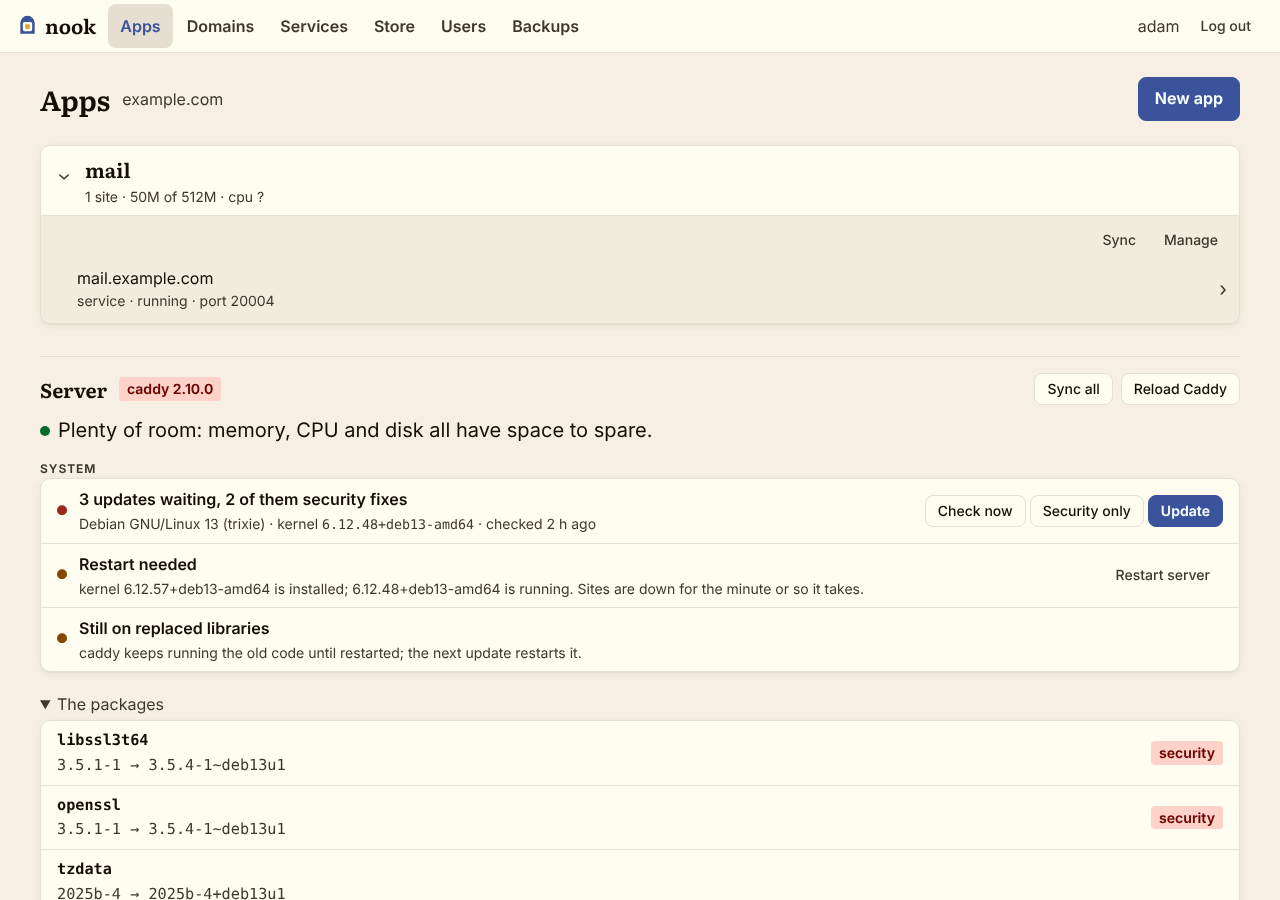 nook Apps Domains Services Store Users Backups adam Log out
Apps example.com New app
mail
1 site · 50M of 512M · cpu ?
Sync Manage
mail.example.com
service · running · port 20004
Server caddy 2.10.0 Sync all Reload Caddy
Plenty of room: memory, CPU and disk all have space to spare.
SYSTEM
3 updates waiting, 2 of them security fixes
Debian GNU/Linux 13 (trixie) · kernel 6.12.48+deb13-amd64 · checked 2 h ago
Check now Security only Update
Restart needed
kernel 6.12.57+deb13-amd64 is installed; 6.12.48+deb13-amd64 is running. Sites are down for the minute or so it takes.
Restart server
Still on replaced libraries
caddy keeps running the old code until restarted; the next update restarts it.
The packages
libssl3t64
3.5.1-1 → 3.5.4-1~deb13u1
security
openssl
3.5.1-1 → 3.5.4-1~deb13u1
security
tzdata
2025b-4 → 2025b-4+deb13u1